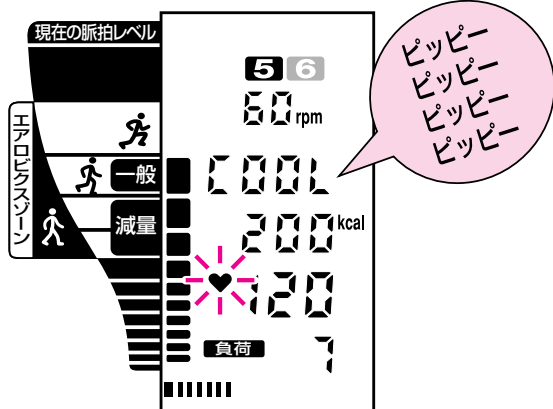 現在の脈拍レベル
5 6
60 rpm
ピッピー
ピッピー
ピッピー
ピッピー
エアロビクスゾーン
一般
COOL
減量
200 kcal
120
負荷 7